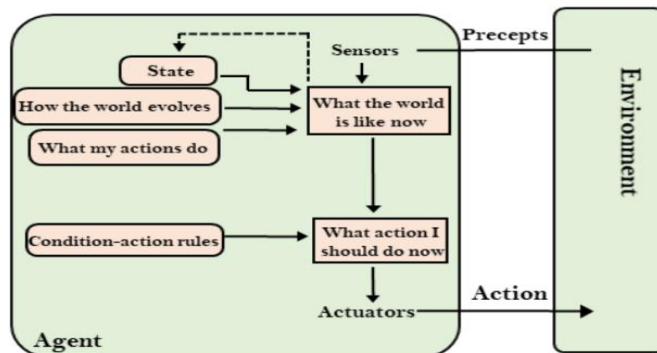 Sensors
Precepts
State
How the world evolves
What my actions do
What the world
is like now
Environment
Condition-action rules
What action I
should do now
Actuators
Action
Agent